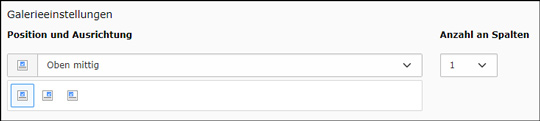 Galerieeinstellungen
Position und Ausrichtung Anzahl an Spalten
Oben mittig 1